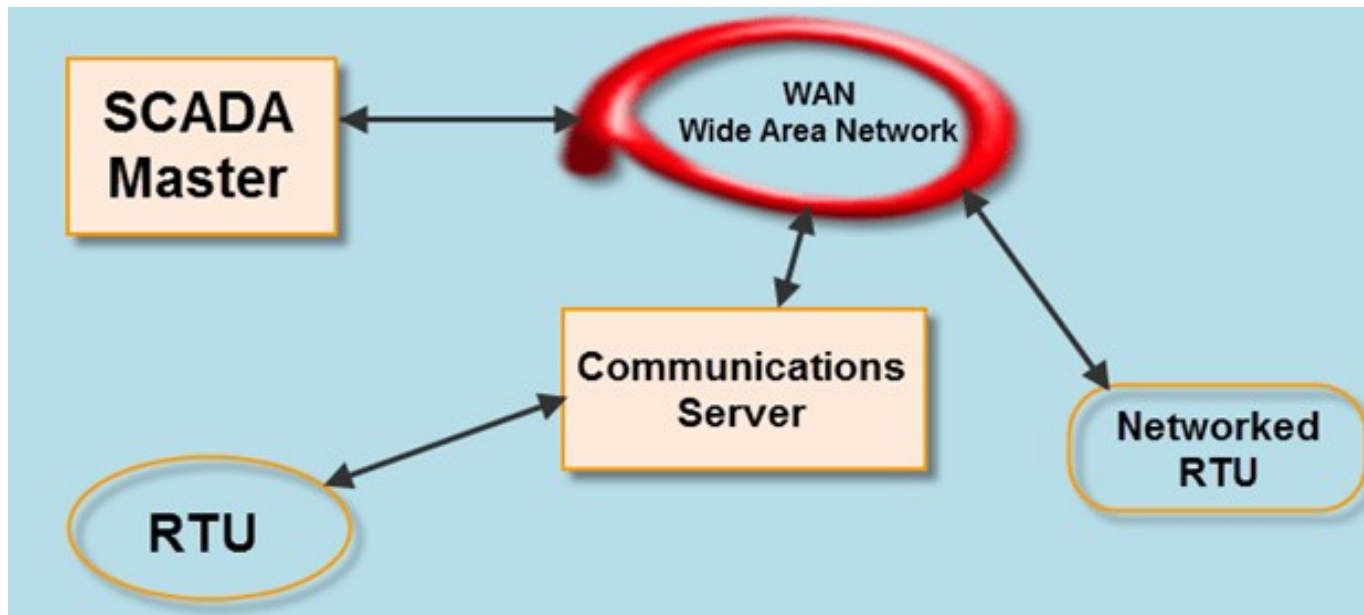 SCADA
Master
WAN
Wide Area Network
Communications
Server
Networked
RTU
RTU